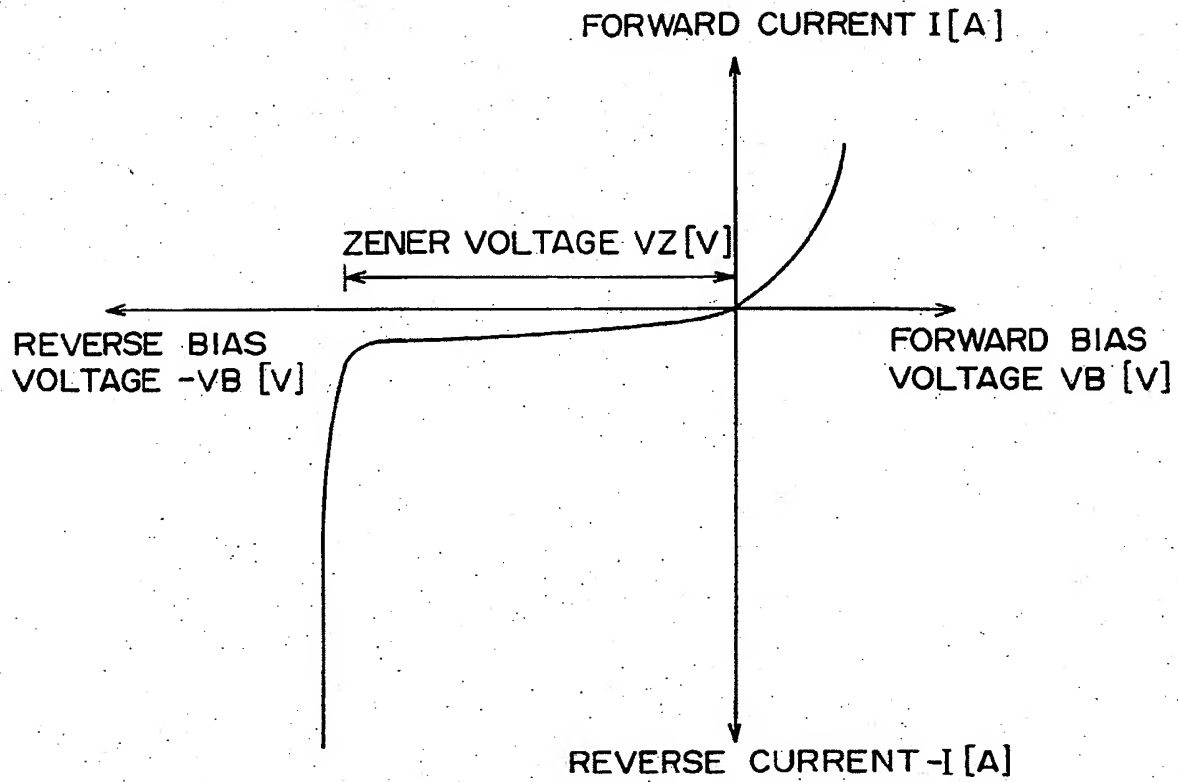 FORWARD CURRENT I[A]
ZENER VOLTAGE VZ[V]
REVERSE BIAS
VOLTAGE -VB [V]
FORWARD BIAS
VOLTAGE VB [V]
REVERSE CURRENT-I[A]